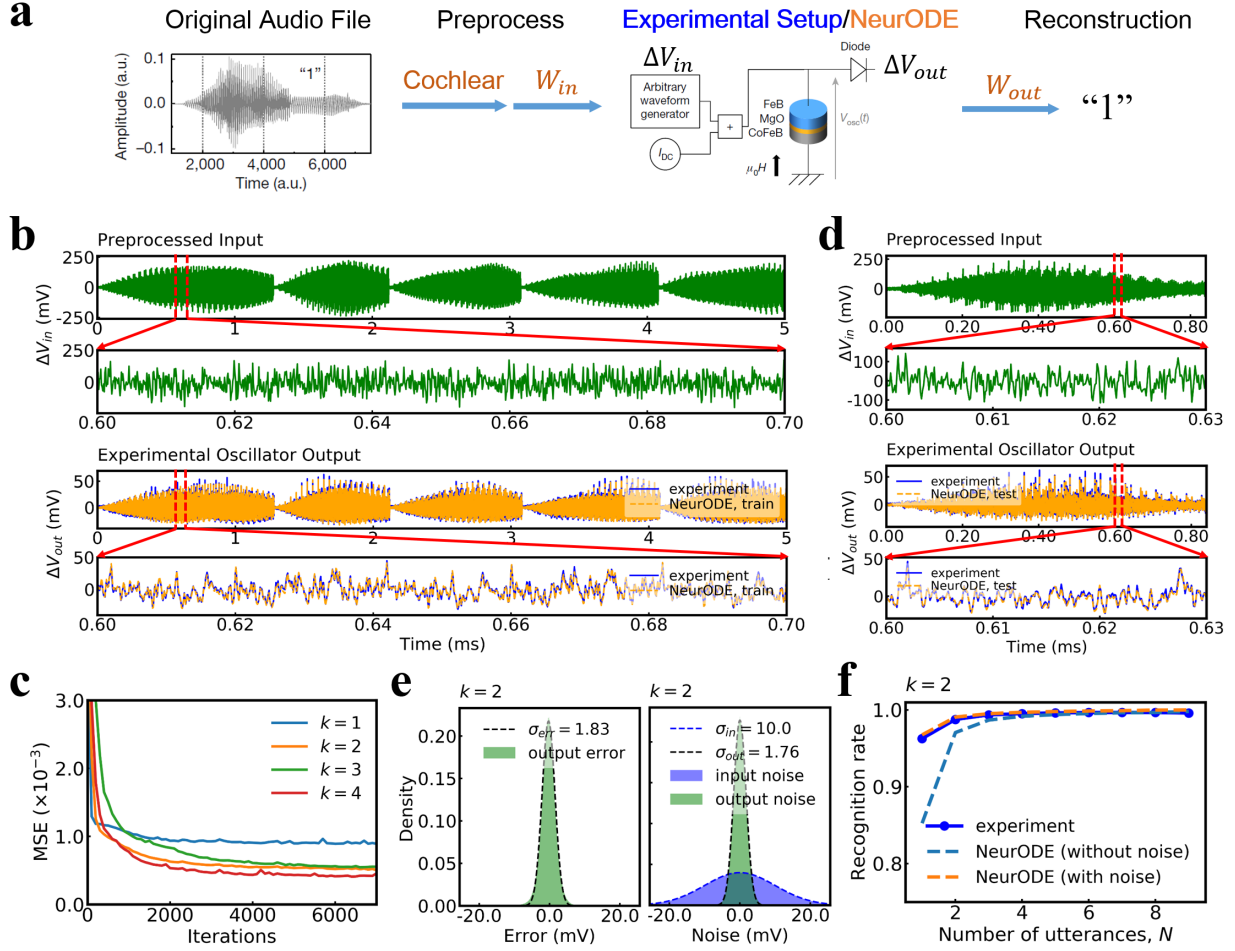 a
Original Audio File
Preprocess
Experimental Setup/NeurODE
Reconstruction
Amplitude (a.u.)
0.1
0.0
−0.1
"1"
2,000
4,000
6,000
Time (a.u.)
Cochlear
W_in
ΔV_in
Arbitrary
waveform
generator
+
I_DC
FeB
MgO
CoFeB
μ₀H
V_osc(t)
Diode
ΔV_out
W_out
"1"
b
Preprocessed Input
ΔV_in (mV)
250
0
-250
0
1
2
3
4
5
250
0
0.60
0.62
0.64
0.66
0.68
0.70
Experimental Oscillator Output
ΔV_out (mV)
50
0
experiment
NeurODE, train
0
1
2
3
4
5
50
0
experiment
NeurODE, train
0.60
0.62
0.64
0.66
0.68
0.70
Time (ms)
d
Preprocessed Input
ΔV_in (mV)
250
0
0.00
0.20
0.40
0.60
0.80
100
0
-100
0.60
0.61
0.62
0.63
Experimental Oscillator Output
ΔV_out (mV)
50
0
experiment
NeurODE, test
0.00
0.20
0.40
0.60
0.80
50
0
experiment
NeurODE, test
0.60
0.61
0.62
0.63
Time (ms)
c
MSE (×10⁻³)
3.0
2.0
1.0
0.0
k = 1
k = 2
k = 3
k = 4
0
2000
4000
6000
Iterations
e
k = 2
Density
0.20
0.15
0.10
0.05
0.00
σ_err = 1.83
output error
-20.0
0.0
20.0
Error (mV)
k = 2
σ_in = 10.0
σ_out = 1.76
input noise
output noise
-20.0
0.0
20.0
Noise (mV)
f
k = 2
Recognition rate
1.0
0.9
0.8
experiment
NeurODE (without noise)
NeurODE (with noise)
2
4
6
8
Number of utterances, N